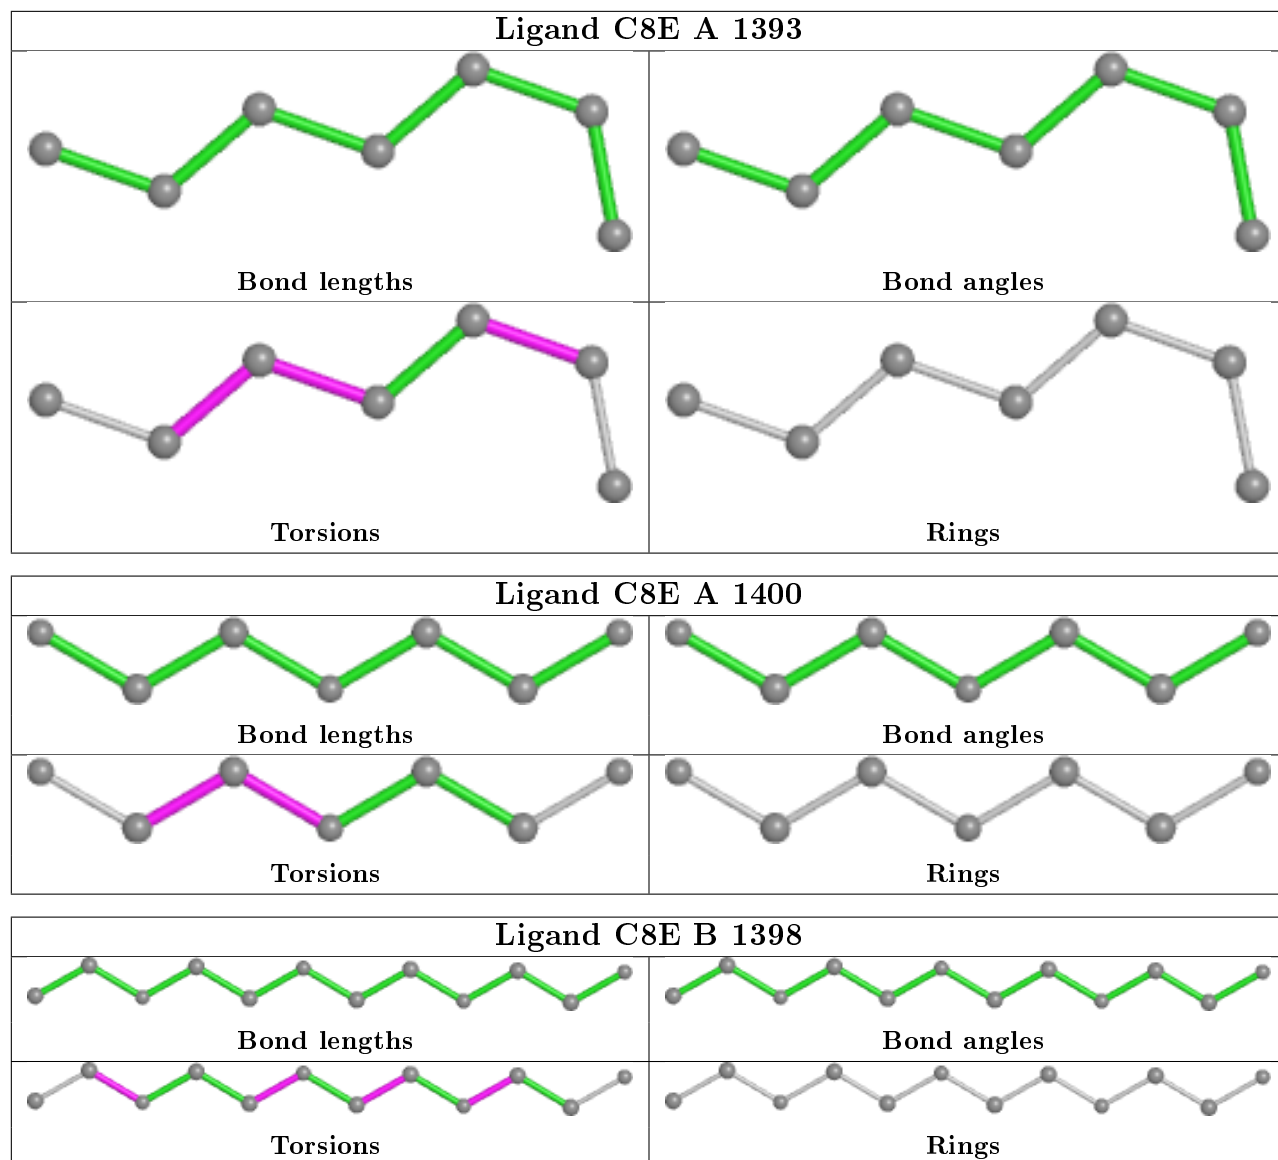 Ligand C8E A 1393
Bond lengths
Bond angles
Torsions
Rings
Ligand C8E A 1400
Bond lengths
Bond angles
Torsions
Rings
Ligand C8E B 1398
Bond lengths
Bond angles
Torsions
Rings